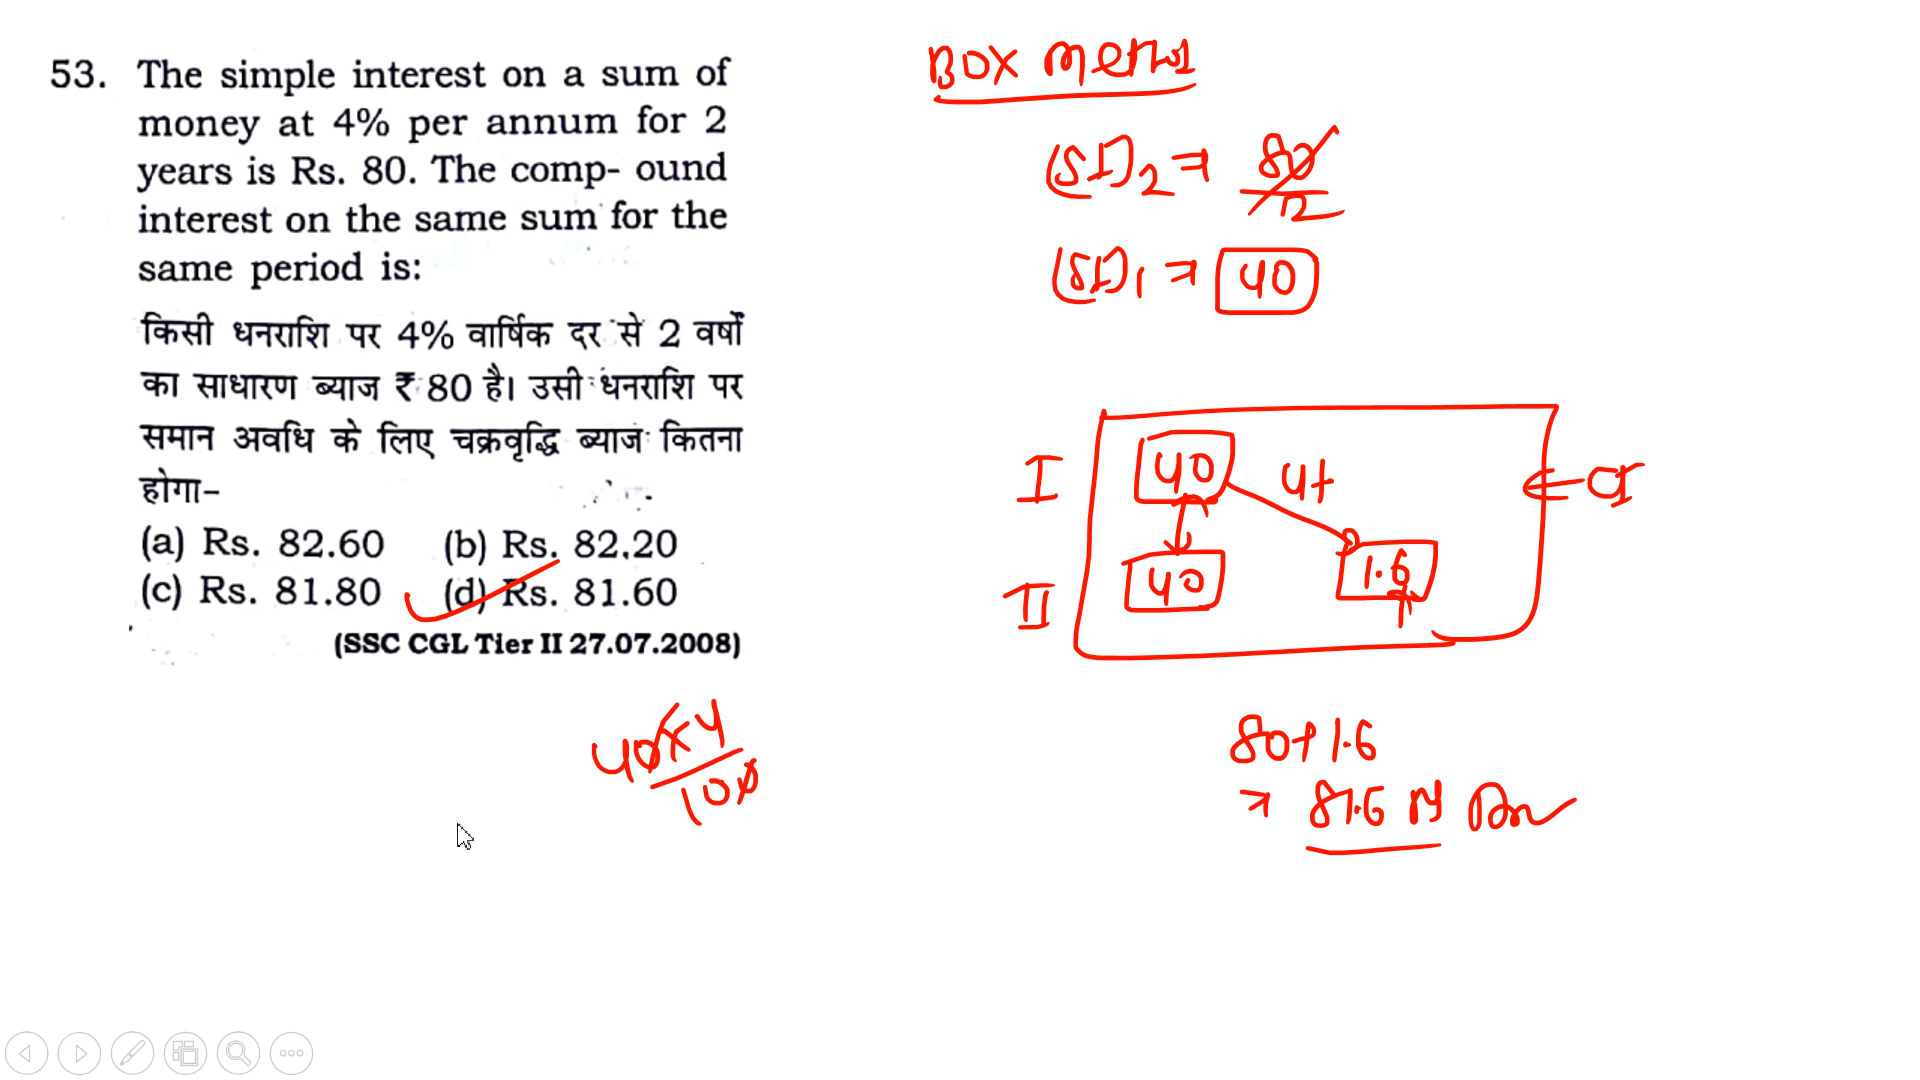 53. The simple interest on a sum of
money at 4% per annum for 2
years is Rs. 80. The comp- ound
interest on the same sum for the
same period is:
किसी धनराशि पर 4% वार्षिक दर से 2 वर्षों
का साधारण ब्याज ₹ 80 है। उसी धनराशि पर
समान अवधि के लिए चक्रवृद्धि ब्याज कितना
होगा–
(a) Rs. 82.60 (b) Rs. 82.20
(c) Rs. 81.80 (d) Rs. 81.60
(SSC CGL Tier II 27.07.2008)
40×4
100
BOX
(SI)2 ⇒ 80
(SI)1 ⇒ 40
I 40 CI
II 40 1.6
80+1.6
81.6